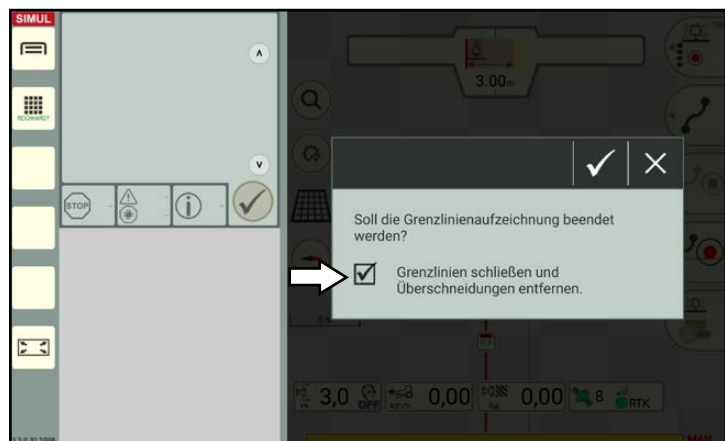 SIMUL
3.00m
REICHHARDT
STOP
Soll die Grenzlinienaufzeichnung beendet
werden?
Grenzlinien schließen und
Überschneidungen entfernen.
m 3,0 OFF km/h 0,00 ha 0,00 8 RTK
MAN